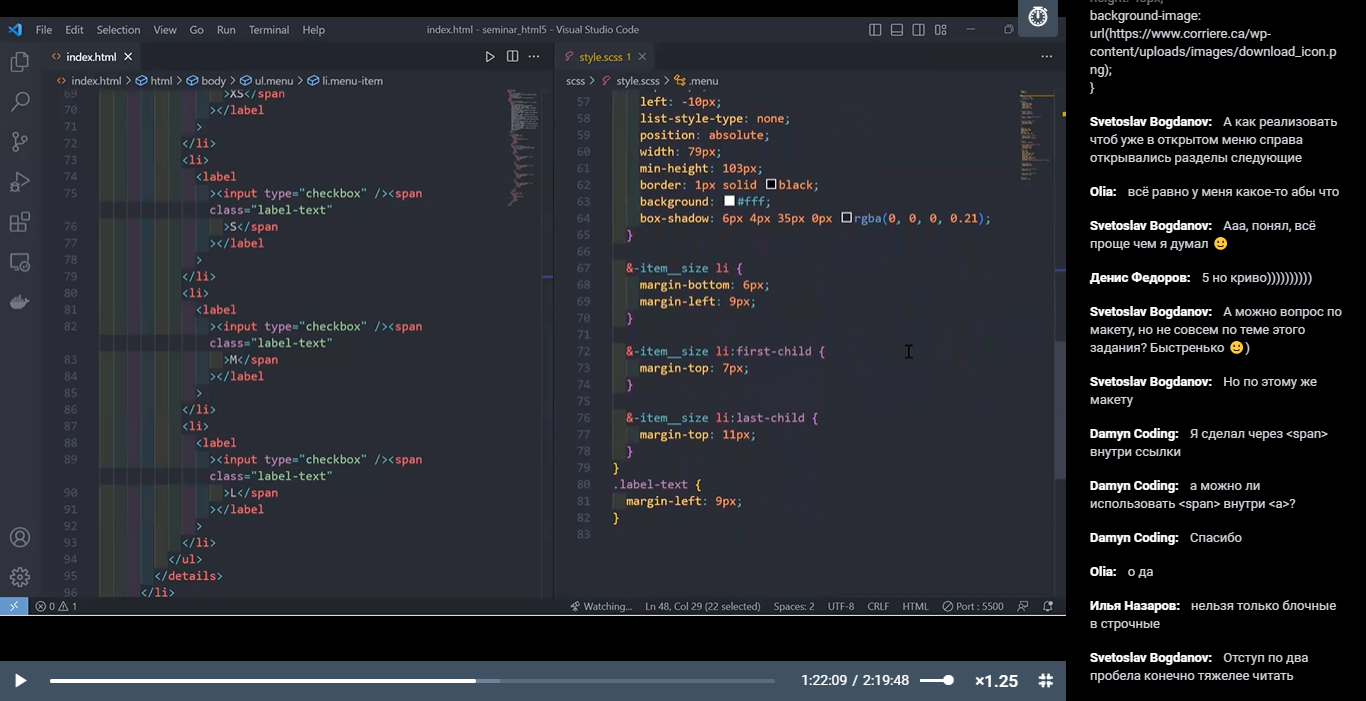 File Edit Selection View Go Run Terminal Help
index.html - seminar_html5 - Visual Studio Code
index.html
index.html > html > body > ul.menu > li.menu-item
69 >XS</span
70 ></label
71 >
72 </li>
73 <li>
74 <label
75 ><input type="checkbox" /><span
class="label-text"
76 >S</span
77 ></label
78 >
79 </li>
80 <li>
81 <label
82 ><input type="checkbox" /><span
class="label-text"
83 >M</span
84 ></label
85 >
86 </li>
87 <li>
88 <label
89 ><input type="checkbox" /><span
class="label-text"
90 >L</span
91 ></label
92 >
93 </li>
94 </ul>
95 </details>
96 </li>
style.scss 1
scss > style.scss > .menu
57 left: -10px;
58 list-style-type: none;
59 position: absolute;
60 width: 79px;
61 min-height: 103px;
62 border: 1px solid black;
63 background: #fff;
64 box-shadow: 6px 4px 35px 0px rgba(0, 0, 0, 0.21);
65 }
66
67 &-item__size li {
68 margin-bottom: 6px;
69 margin-left: 9px;
70 }
71
72 &-item__size li:first-child {
73 margin-top: 7px;
74 }
75
76 &-item__size li:last-child {
77 margin-top: 11px;
78 }
79 }
80 .label-text {
81 margin-left: 9px;
82 }
83
0 1
Watching... Ln 48, Col 29 (22 selected) Spaces: 2 UTF-8 CRLF HTML Port : 5500
1:22:09 / 2:19:48 ×1.25
background-image:
url(https://www.corriere.ca/wp-
content/uploads/images/download_icon.p
ng);
}
Svetoslav Bogdanov: А как реализовать
чтоб уже в открытом меню справа
открывались разделы следующие
Olia: всё равно у меня какое-то абы что
Svetoslav Bogdanov: Ааа, понял, всё
проще чем я думал 🙂
Денис Федоров: 5 но криво))))))))))
Svetoslav Bogdanov: А можно вопрос по
макету, но не совсем по теме этого
задания? Быстренько 🙂)
Svetoslav Bogdanov: Но по этому же
макету
Damyn Coding: Я сделал через <span>
внутри ссылки
Damyn Coding: а можно ли
использовать <span> внутри <a>?
Damyn Coding: Спасибо
Olia: о да
Илья Назаров: нельзя только блочные
в строчные
Svetoslav Bogdanov: Отступ по два
пробела конечно тяжелее читать